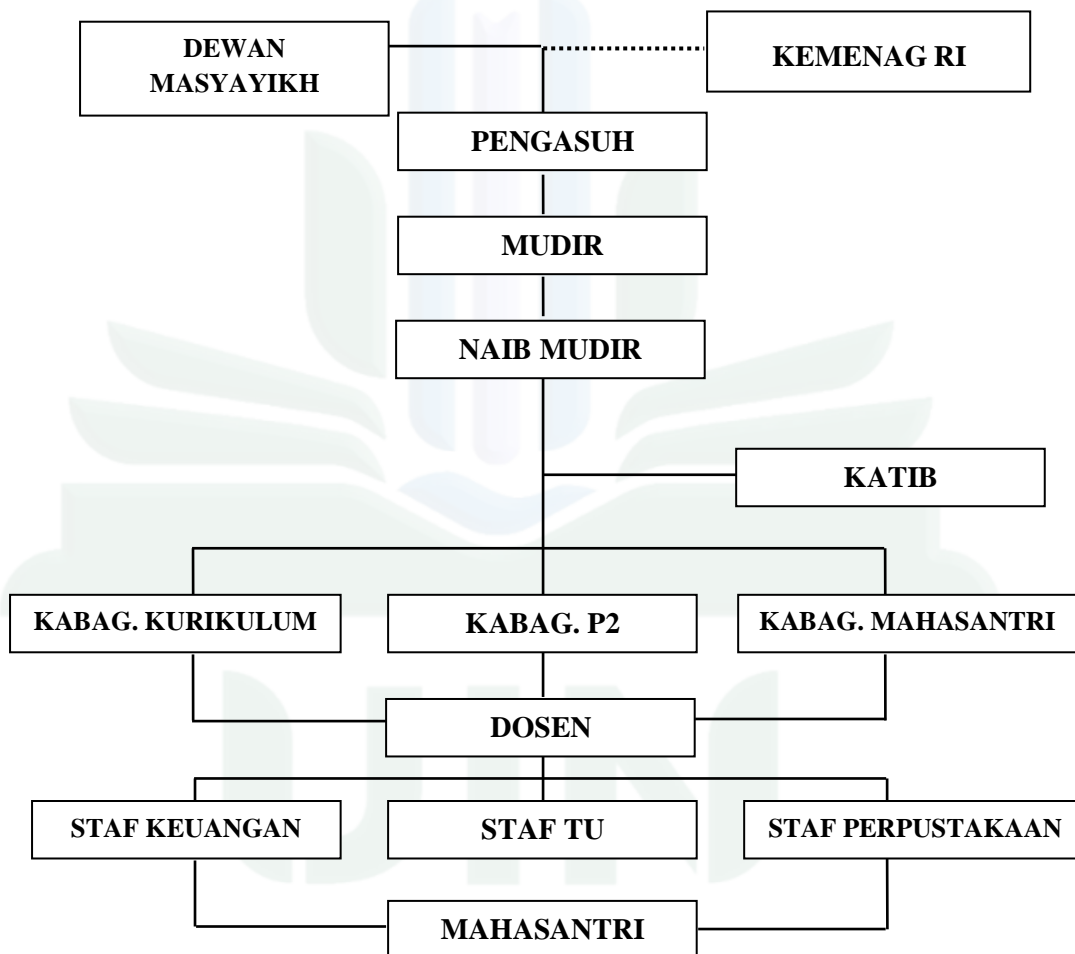 DEWAN
MASYAYIKH
KEMENAG RI
PENGASUH
MUDIR
NAIB MUDIR
KATIB
KABAG. KURIKULUM
KABAG. P2
KABAG. MAHASANTRI
DOSEN
STAF KEUANGAN
STAF TU
STAF PERPUSTAKAAN
MAHASANTRI
UIN